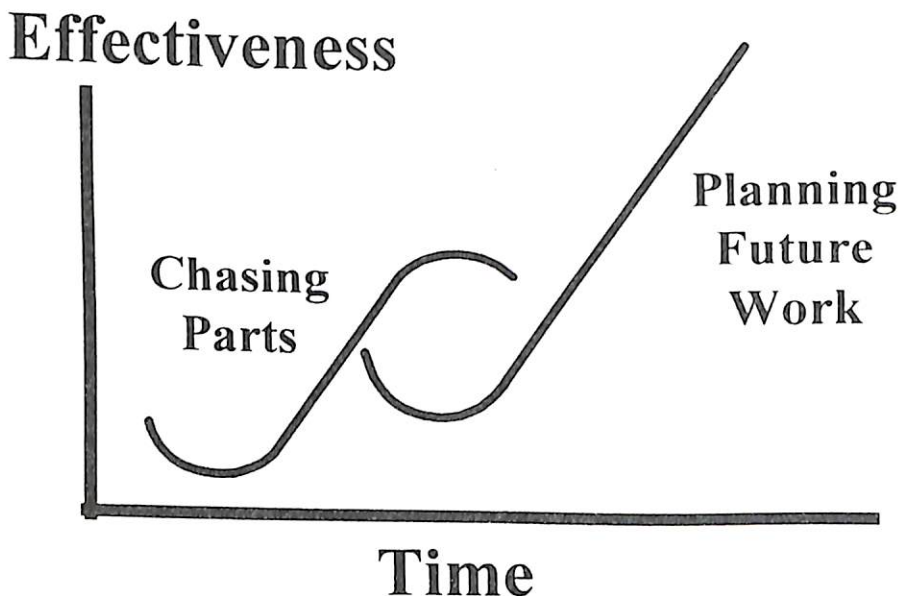 Effectiveness
Chasing
Parts
Planning
Future
Work
Time